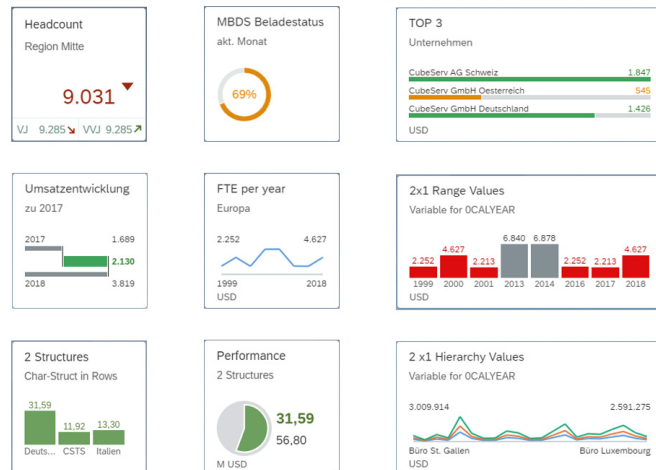 Headcount
Region Mitte
9.031
VJ 9.285 VVJ 9.285
MBDS Beladestatus
akt. Monat
69%
TOP 3
Unternehmen
CubeServ AG Schweiz 1.847
CubeServ GmbH Oesterreich 545
CubeServ GmbH Deutschland 1.426
USD
Umsatzentwicklung
zu 2017
2017 1.689
2.130
2018 3.819
FTE per year
Europa
2.252 4.627
1999 2018
USD
2x1 Range Values
Variable for 0CALYEAR
2.252 4.627 2.213 6.840 6.878 2.252 2.213 4.627
1999 2000 2001 2013 2014 2016 2017 2018
USD
2 Structures
Char-Struct in Rows
31,59 11,92 13,30
Deuts... CSTS Italien
Performance
2 Structures
31,59
56,80
M USD
2 x1 Hierarchy Values
Variable for 0CALYEAR
3.009.914 2.591.275
Büro St. Gallen Büro Luxembourg
USD